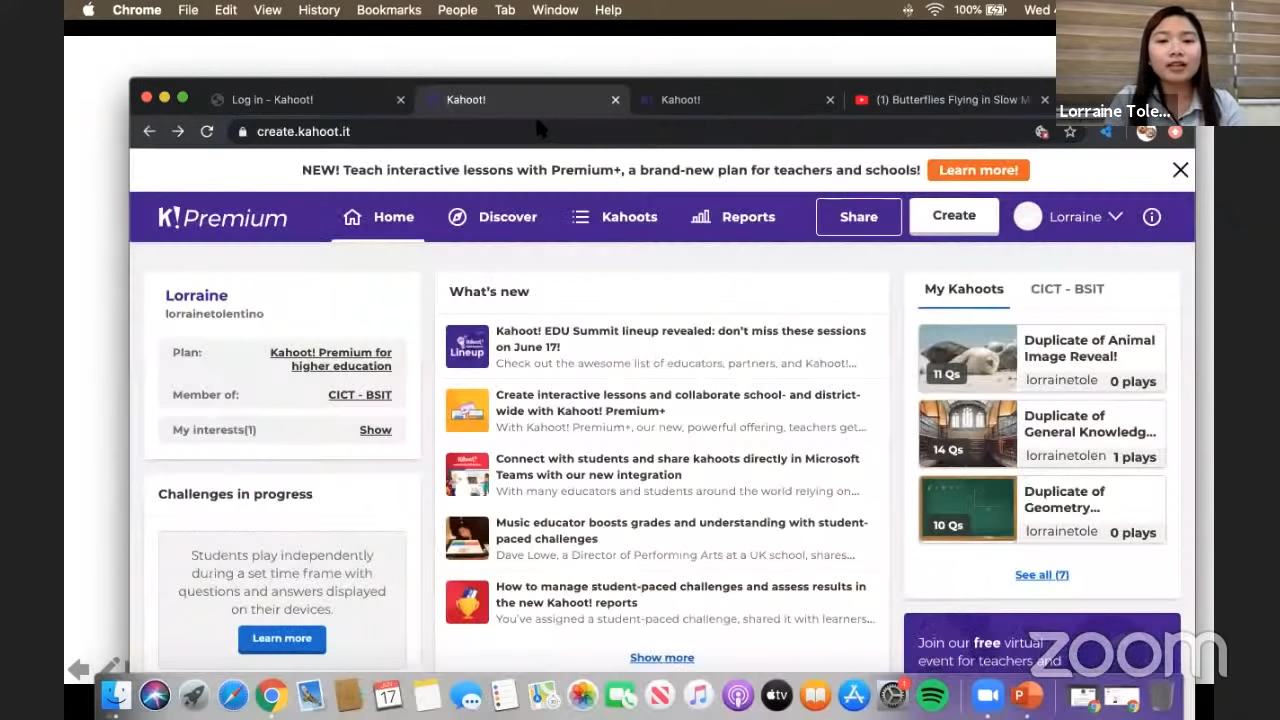 Chrome File Edit View History Bookmarks People Tab Window Help 100% Wed
Lorraine Tole...
Log in - Kahoot! Kahoot! Kahoot! (1) Butterflies Flying in Slow M
create.kahoot.it
NEW! Teach interactive lessons with Premium+, a brand-new plan for teachers and schools! Learn more!
K!Premium Home Discover Kahoots Reports Share Create Lorraine
Lorraine
lorrainetolentino
Plan: Kahoot! Premium for
higher education
Member of: CICT - BSIT
My interests(1) Show
Challenges in progress
Students play independently
during a set time frame with
questions and answers displayed
on their devices.
Learn more
What's new
Lineup
Kahoot! EDU Summit lineup revealed: don't miss these sessions
on June 17!
Check out the awesome list of educators, partners, and Kahoot!...
Create interactive lessons and collaborate school- and district-
wide with Kahoot! Premium+
With Kahoot! Premium+, our new, powerful offering, teachers get...
Connect with students and share kahoots directly in Microsoft
Teams with our new integration
With many educators and students around the world relying on...
Music educator boosts grades and understanding with student-
paced challenges
Dave Lowe, a Director of Performing Arts at a UK school, shares...
How to manage student-paced challenges and assess results in
the new Kahoot! reports
You've assigned a student-paced challenge, shared it with learners...
Show more
My Kahoots CICT - BSIT
Duplicate of Animal
Image Reveal!
11 Qs
lorrainetole 0 plays
Duplicate of
General Knowledg...
14 Qs
lorrainetolen 1 plays
Duplicate of
Geometry...
10 Qs
lorrainetole 0 plays
See all (7)
Join our free virtual
event for teachers and
zoom
17
tv
1